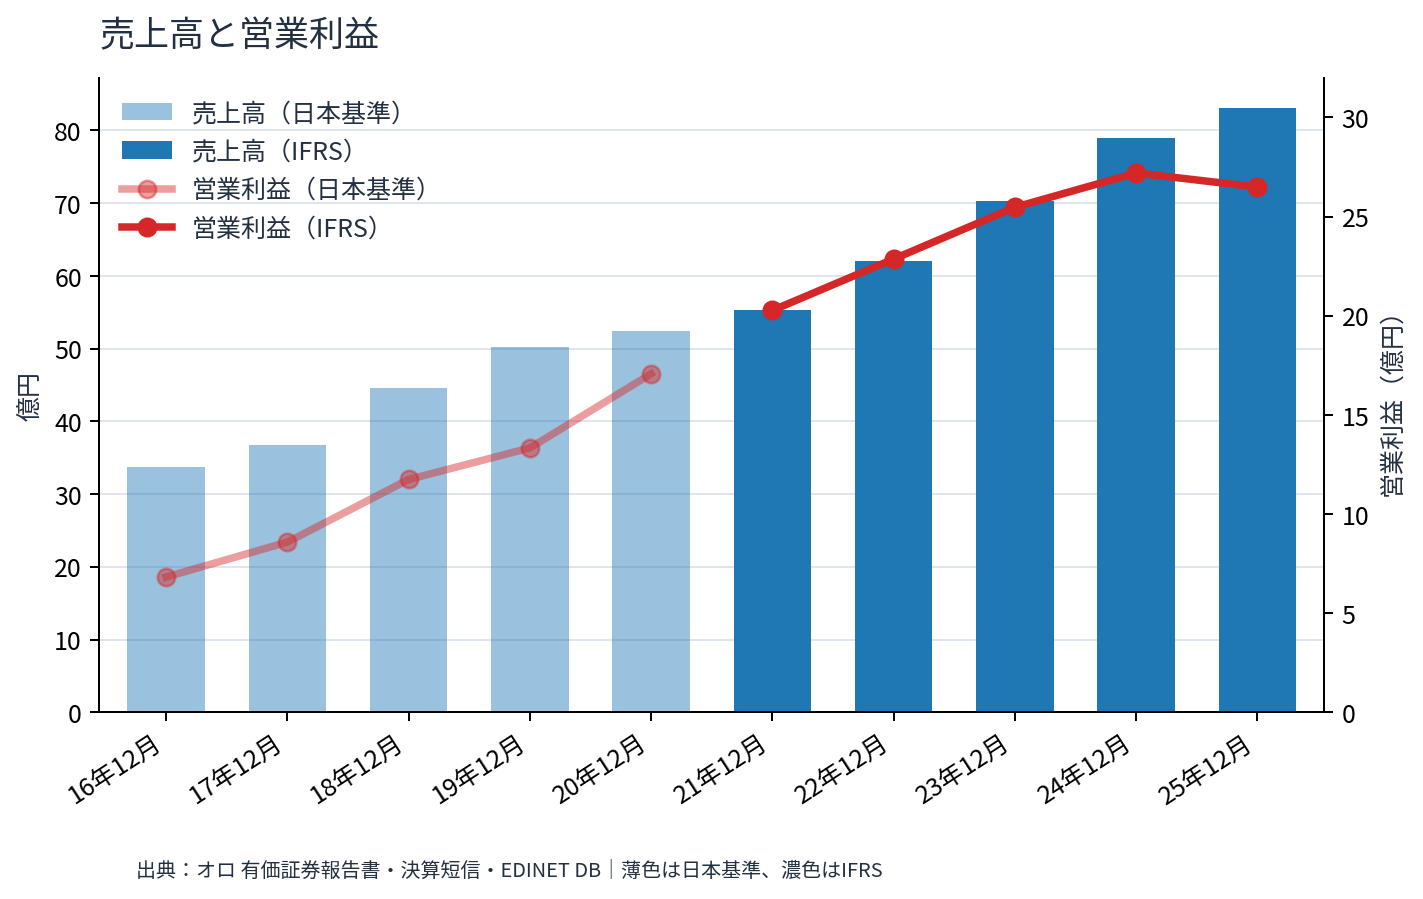 売上高と営業利益
売上高（日本基準）
売上高（IFRS）
営業利益（日本基準）
営業利益（IFRS）
億円
80
70
60
50
40
30
20
10
0
営業利益（億円）
30
25
20
15
10
5
0
16年12月
17年12月
18年12月
19年12月
20年12月
21年12月
22年12月
23年12月
24年12月
25年12月
出典：オロ 有価証券報告書・決算短信・EDINET DB｜薄色は日本基準、濃色はIFRS